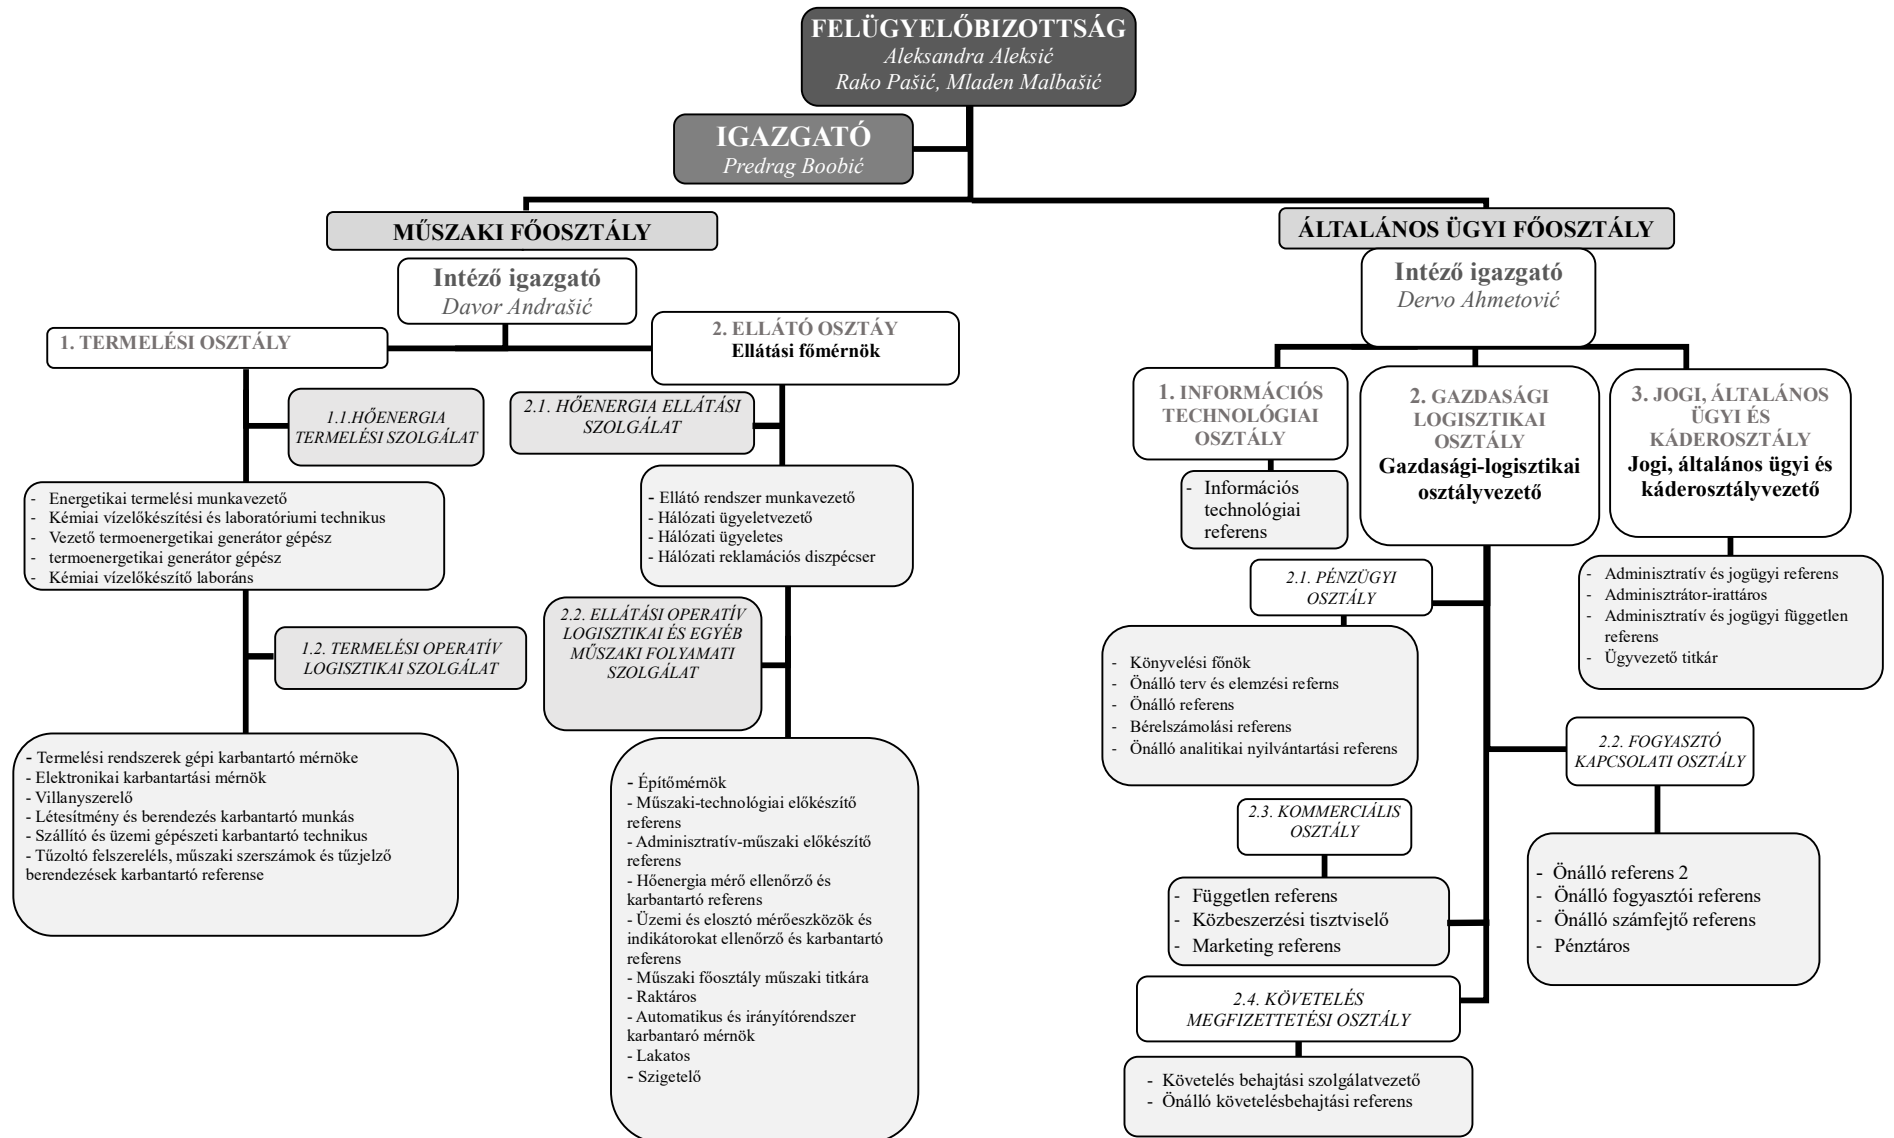 FELÜGYELŐBIZOTTSÁG
Aleksandra Aleksić
Rako Pašić, Mladen Malbašić
IGAZGATÓ
Predrag Boobić
MŰSZAKI FŐOSZTÁLY
Intéző igazgató
Davor Andrašić
1. TERMELÉSI OSZTÁLY
2. ELLÁTÓ OSZTÁY
Ellátási főmérnök
1.1.HŐENERGIA
TERMELÉSI SZOLGÁLAT
- Energetikai termelési munkavezető
- Kémiai vízelőkészítési és laboratóriumi technikus
- Vezető termoenergetikai generátor gépész
- termoenergetikai generátor gépész
- Kémiai vízelőkészítő laboráns
1.2. TERMELÉSI OPERATÍV
LOGISZTIKAI SZOLGÁLAT
- Termelési rendszerek gépi karbantartó mérnöke
- Elektronikai karbantartási mérnök
- Villanyszerelő
- Létesítmény és berendezés karbantartó munkás
- Szállító és üzemi gépészeti karbantartó technikus
- Tűzoltó felszereléls, műszaki szerszámok és tűzjelző
berendezések karbantartó referense
2.1. HŐENERGIA ELLÁTÁSI
SZOLGÁLAT
- Ellátó rendszer munkavezető
- Hálózati ügyeletvezető
- Hálózati ügyeletes
- Hálózati reklamációs diszpécser
2.2. ELLÁTÁSI OPERATÍV
LOGISZTIKAI ÉS EGYÉB
MŰSZAKI FOLYAMATI
SZOLGÁLAT
- Építőmérnök
- Műszaki-technológiai előkészítő
referens
- Adminisztratív-műszaki előkészítő
referens
- Hőenergia mérő ellenőrző és
karbantartó referens
- Üzemi és elosztó mérőeszközök és
indikátorokat ellenőrző és karbantartó
referens
- Műszaki főosztály műszaki titkára
- Raktáros
- Automatikus és irányítórendszer
karbantaró mérnök
- Lakatos
- Szigetelő
ÁLTALÁNOS ÜGYI FŐOSZTÁLY
Intéző igazgató
Dervo Ahmetović
1. INFORMÁCIÓS
TECHNOLÓGIAI
OSZTÁLY
- Információs
technológiai
referens
2. GAZDASÁGI
LOGISZTIKAI
OSZTÁLY
Gazdasági-logisztikai
osztályvezető
3. JOGI, ÁLTALÁNOS
ÜGYI ÉS
KÁDEROSZTÁLY
Jogi, általános ügyi és
káderosztályvezető
- Adminisztratív és jogügyi referens
- Adminisztrátor-irattáros
- Adminisztratív és jogügyi független
referens
- Ügyvezető titkár
2.1. PÉNZÜGYI
OSZTÁLY
- Könyvelési főnök
- Önálló terv és elemzési referns
- Önálló referens
- Bérelszámolási referens
- Önálló analitikai nyilvántartási referens
2.2. FOGYASZTÓ
KAPCSOLATI OSZTÁLY
- Önálló referens 2
- Önálló fogyasztói referens
- Önálló számfejtő referens
- Pénztáros
2.3. KOMMERCIÁLIS
OSZTÁLY
- Független referens
- Közbeszerzési tisztviselő
- Marketing referens
2.4. KÖVETELÉS
MEGFIZETTETÉSI OSZTÁLY
- Követelés behajtási szolgálatvezető
- Önálló követelésbehajtási referens